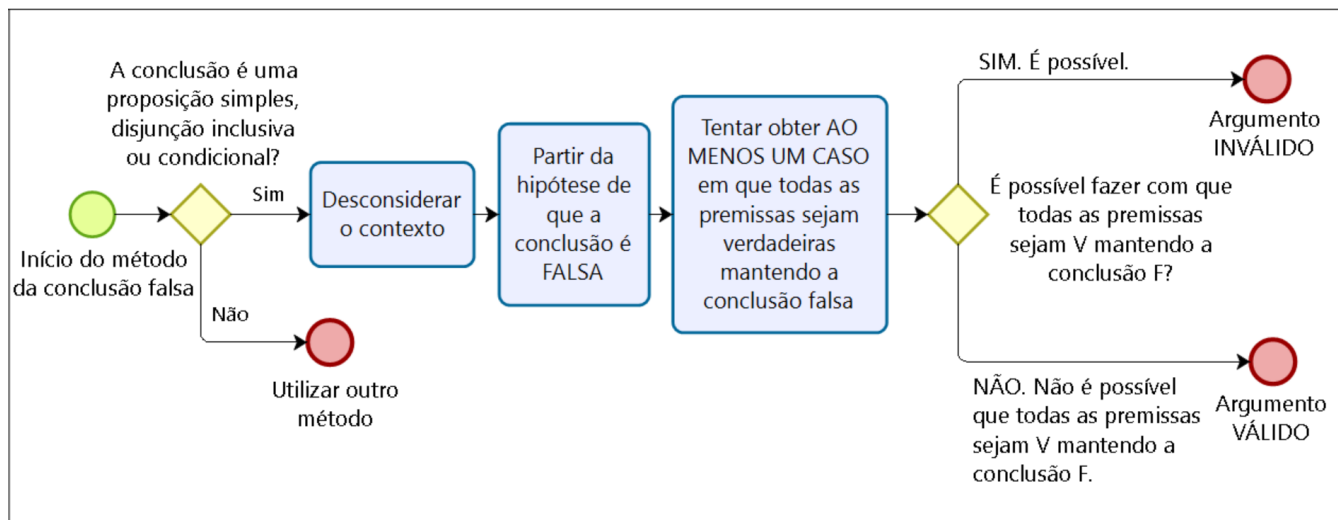 A conclusão é uma
proposição simples,
disjunção inclusiva
ou condicional?
Início do método
da conclusão falsa
Sim
Não
Utilizar outro
método
Desconsiderar
o contexto
Partir da
hipótese de
que a
conclusão é
FALSA
Tentar obter AO
MENOS UM CASO
em que todas as
premissas sejam
verdadeiras
mantendo a
conclusão falsa
É possível fazer com que
todas as premissas
sejam V mantendo a
conclusão F?
SIM. É possível.
Argumento
INVÁLIDO
NÃO. Não é possível
que todas as premissas
sejam V mantendo a
conclusão F.
Argumento
VÁLIDO